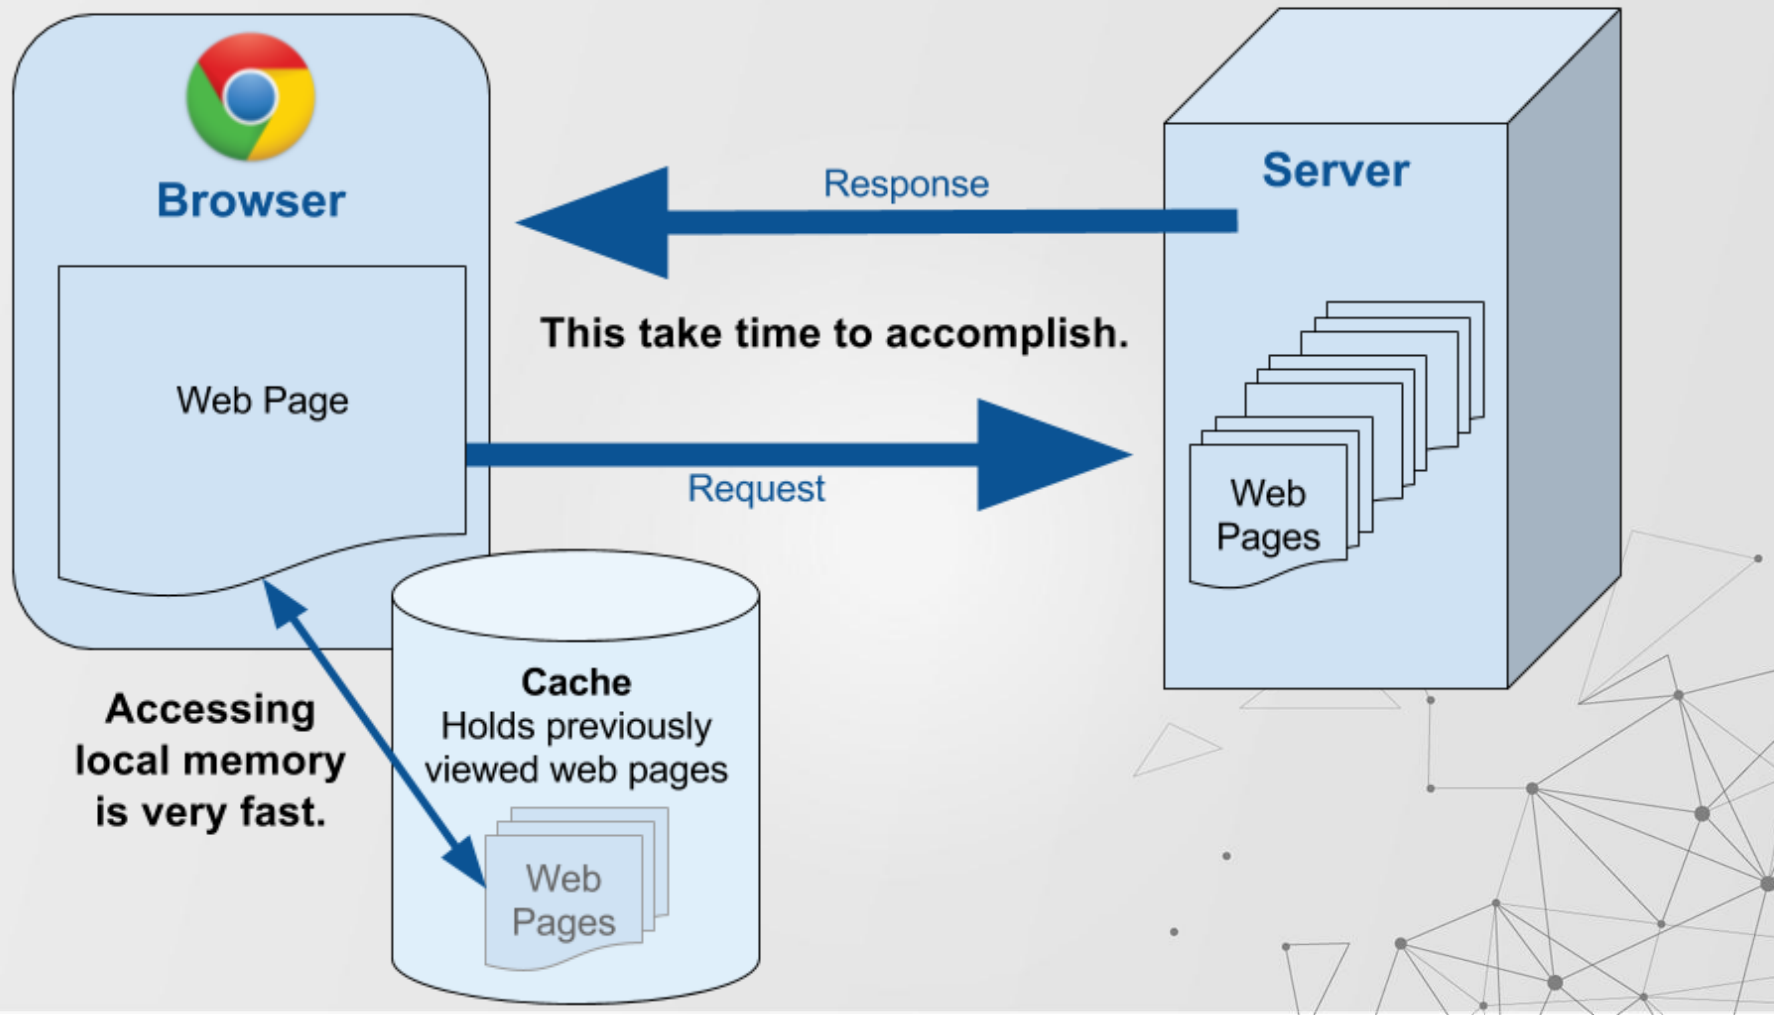 Browser
Web Page
Response
This take time to accomplish.
Request
Server
Web
Pages
Accessing
local memory
is very fast.
Cache
Holds previously
viewed web pages
Web
Pages